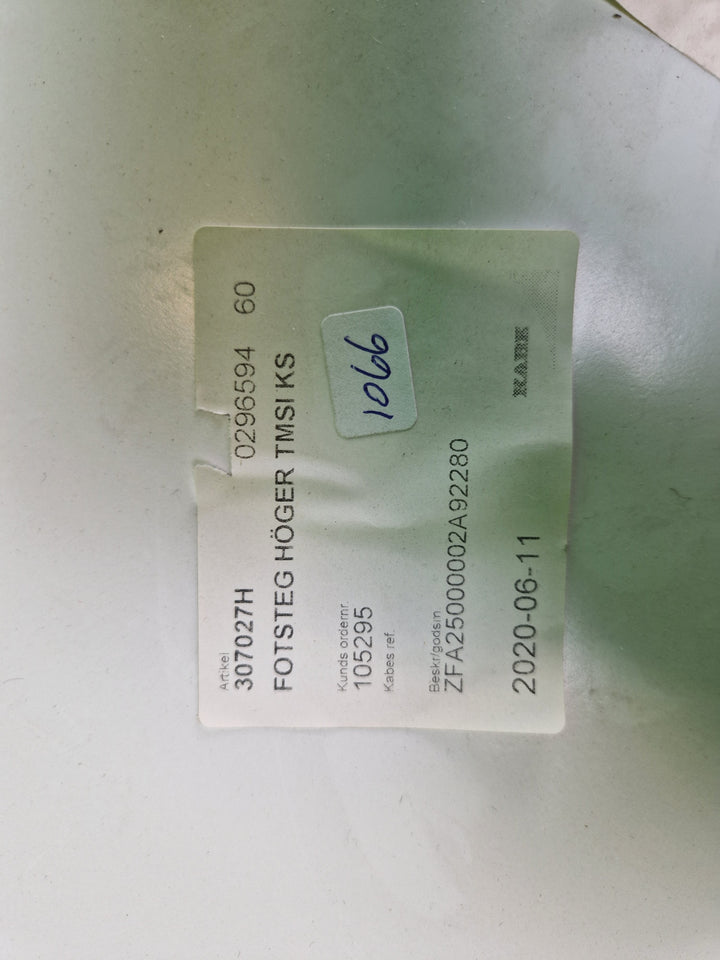 Artikel
307027H 0296594 60
FOTSTEG HÖGER TMSI KS
Kunds ordernr.
105295
1066
Kabes ref.
Beskr/godsm
ZFA25000002A92280
2020-06-11
KABE